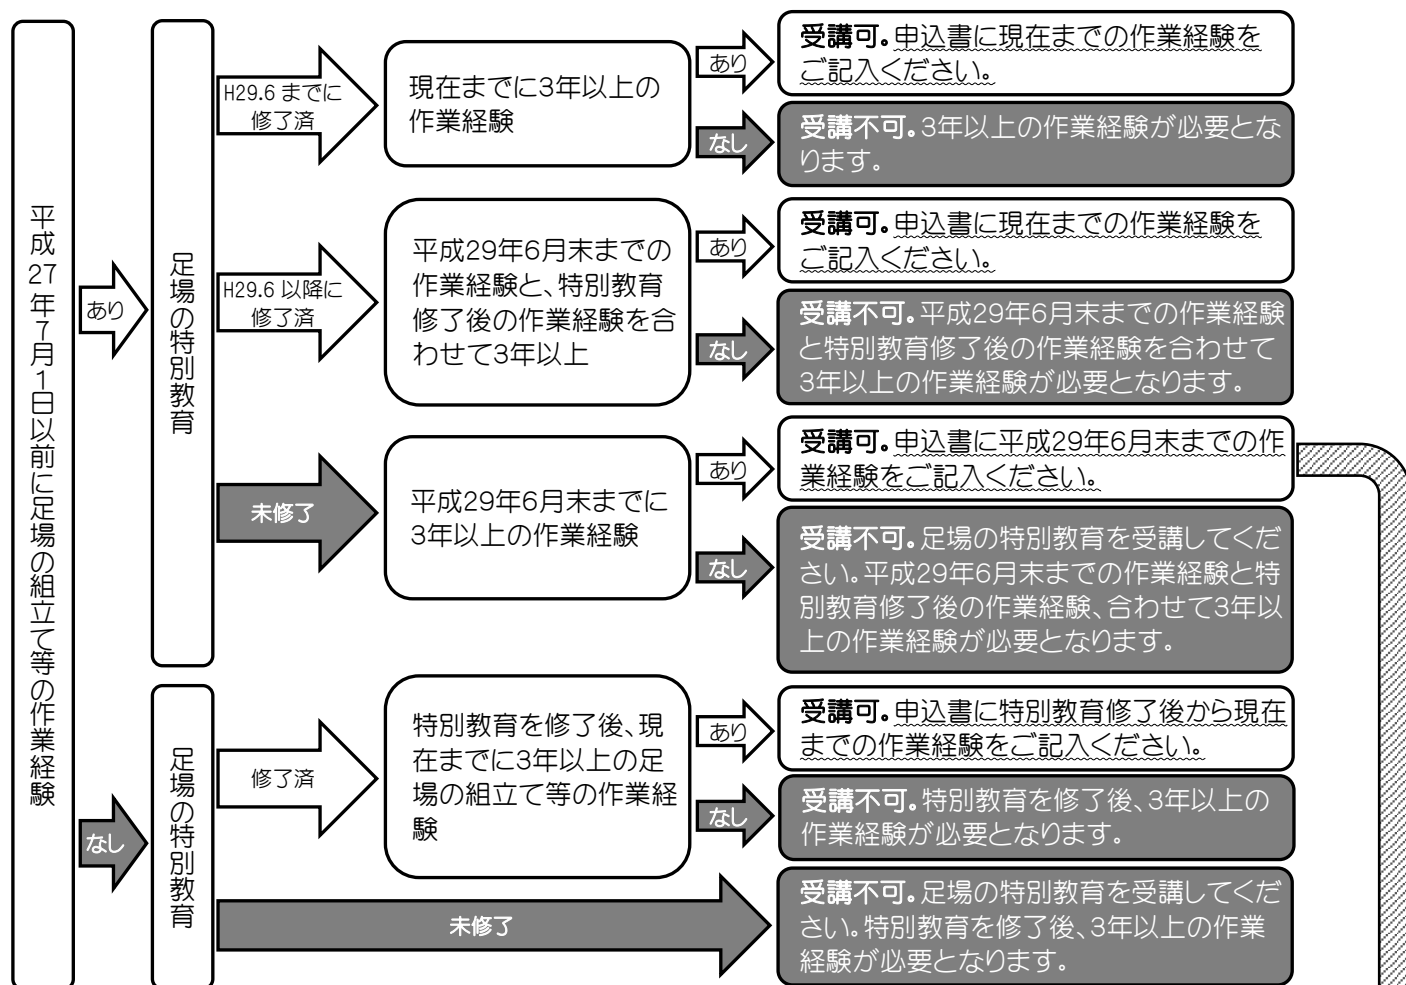 平成27年7月1日以前に足場の組立て等の作業経験
あり
足場の特別教育
H29.6 までに
修了済
現在までに3年以上の
作業経験
あり
受講可。申込書に現在までの作業経験を
ご記入ください。
なし
受講不可。3年以上の作業経験が必要とな
ります。
H29.6 以降に
修了済
平成29年6月末までの
作業経験と、特別教育
修了後の作業経験を合
わせて3年以上
あり
受講可。申込書に現在までの作業経験を
ご記入ください。
なし
受講不可。平成29年6月末までの作業経験
と特別教育修了後の作業経験を合わせて
3年以上の作業経験が必要となります。
未修了
平成29年6月末までに
3年以上の作業経験
あり
受講可。申込書に平成29年6月末までの作
業経験をご記入ください。
なし
受講不可。足場の特別教育を受講してくだ
さい。平成29年6月末までの作業経験と特
別教育修了後の作業経験、合わせて3年以
上の作業経験が必要となります。
なし
足場の特別教育
修了済
特別教育を修了後、現
在までに3年以上の足
場の組立て等の作業経
験
あり
受講可。申込書に特別教育修了後から現在
までの作業経験をご記入ください。
なし
受講不可。特別教育を修了後、3年以上の
作業経験が必要となります。
未修了
受講不可。足場の特別教育を受講してくだ
さい。特別教育を修了後、3年以上の作業
経験が必要となります。